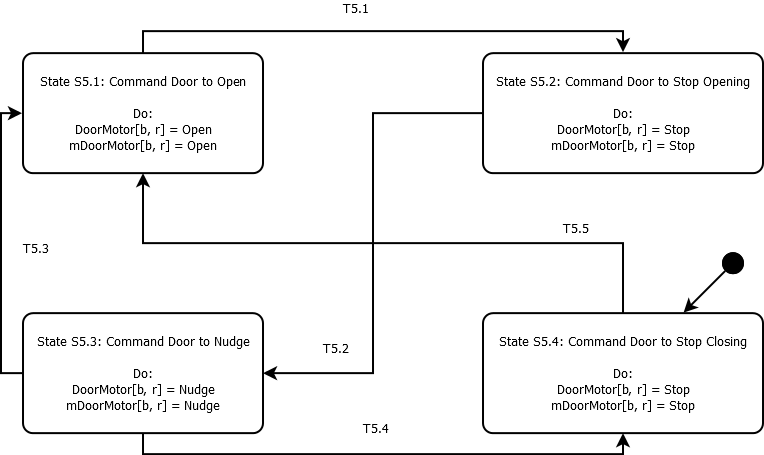 T5.1
State S5.1: Command Door to Open
Do:
DoorMotor[b, r] = Open
mDoorMotor[b, r] = Open
State S5.2: Command Door to Stop Opening
Do:
DoorMotor[b, r] = Stop
mDoorMotor[b, r] = Stop
T5.5
T5.3
T5.2
State S5.3: Command Door to Nudge
Do:
DoorMotor[b, r] = Nudge
mDoorMotor[b, r] = Nudge
State S5.4: Command Door to Stop Closing
Do:
DoorMotor[b, r] = Stop
mDoorMotor[b, r] = Stop
T5.4